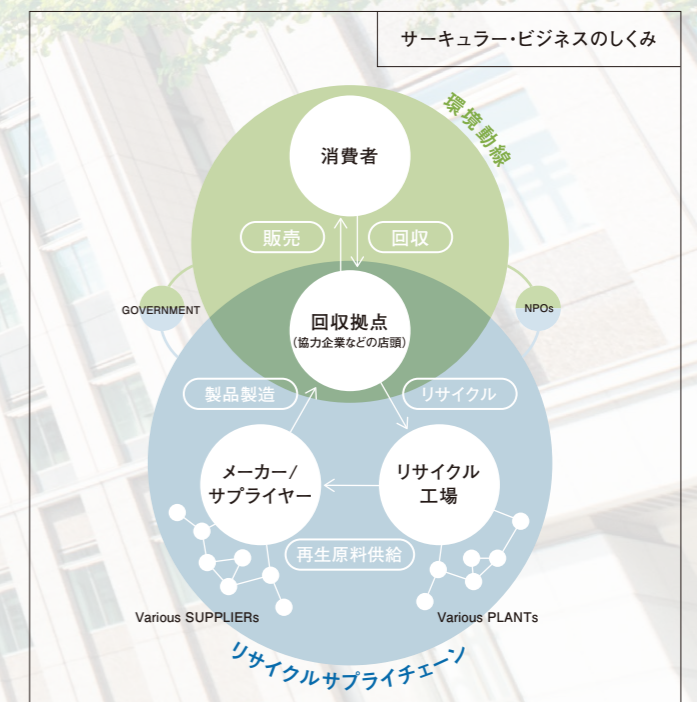 サーキュラー・ビジネスのしくみ
環境動線
消費者
販売
回収
GOVERNMENT
NPOs
回収拠点
(協力企業などの店頭)
製品製造
リサイクル
メーカー/
サプライヤー
リサイクル
工場
再生原料供給
Various SUPPLIERs
Various PLANTs
リサイクルサプライチェーン